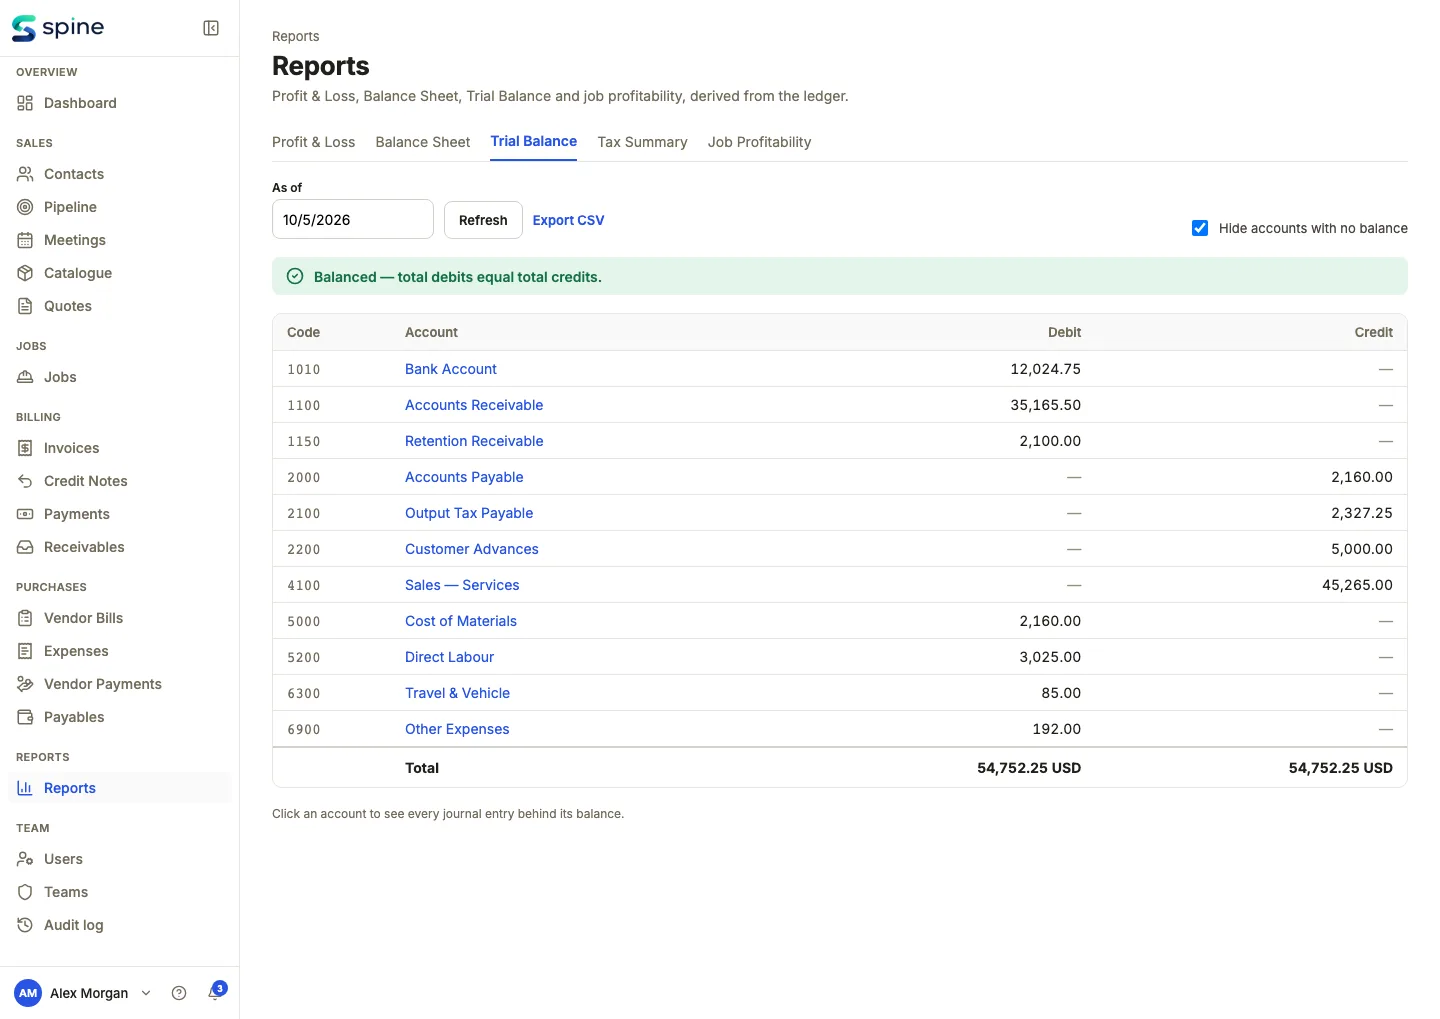 spine
OVERVIEW
Dashboard
SALES
Contacts
Pipeline
Meetings
Catalogue
Quotes
JOBS
Jobs
BILLING
Invoices
Credit Notes
Payments
Receivables
PURCHASES
Vendor Bills
Expenses
Vendor Payments
Payables
REPORTS
Reports
TEAM
Users
Teams
Audit log
AM Alex Morgan 3
Reports
Reports
Profit & Loss, Balance Sheet, Trial Balance and job profitability, derived from the ledger.
Profit & Loss Balance Sheet Trial Balance Tax Summary Job Profitability
As of
10/5/2026 Refresh Export CSV Hide accounts with no balance
Balanced — total debits equal total credits.
Code Account Debit Credit
1010 Bank Account 12,024.75 —
1100 Accounts Receivable 35,165.50 —
1150 Retention Receivable 2,100.00 —
2000 Accounts Payable — 2,160.00
2100 Output Tax Payable — 2,327.25
2200 Customer Advances — 5,000.00
4100 Sales — Services — 45,265.00
5000 Cost of Materials 2,160.00 —
5200 Direct Labour 3,025.00 —
6300 Travel & Vehicle 85.00 —
6900 Other Expenses 192.00 —
Total 54,752.25 USD 54,752.25 USD
Click an account to see every journal entry behind its balance.